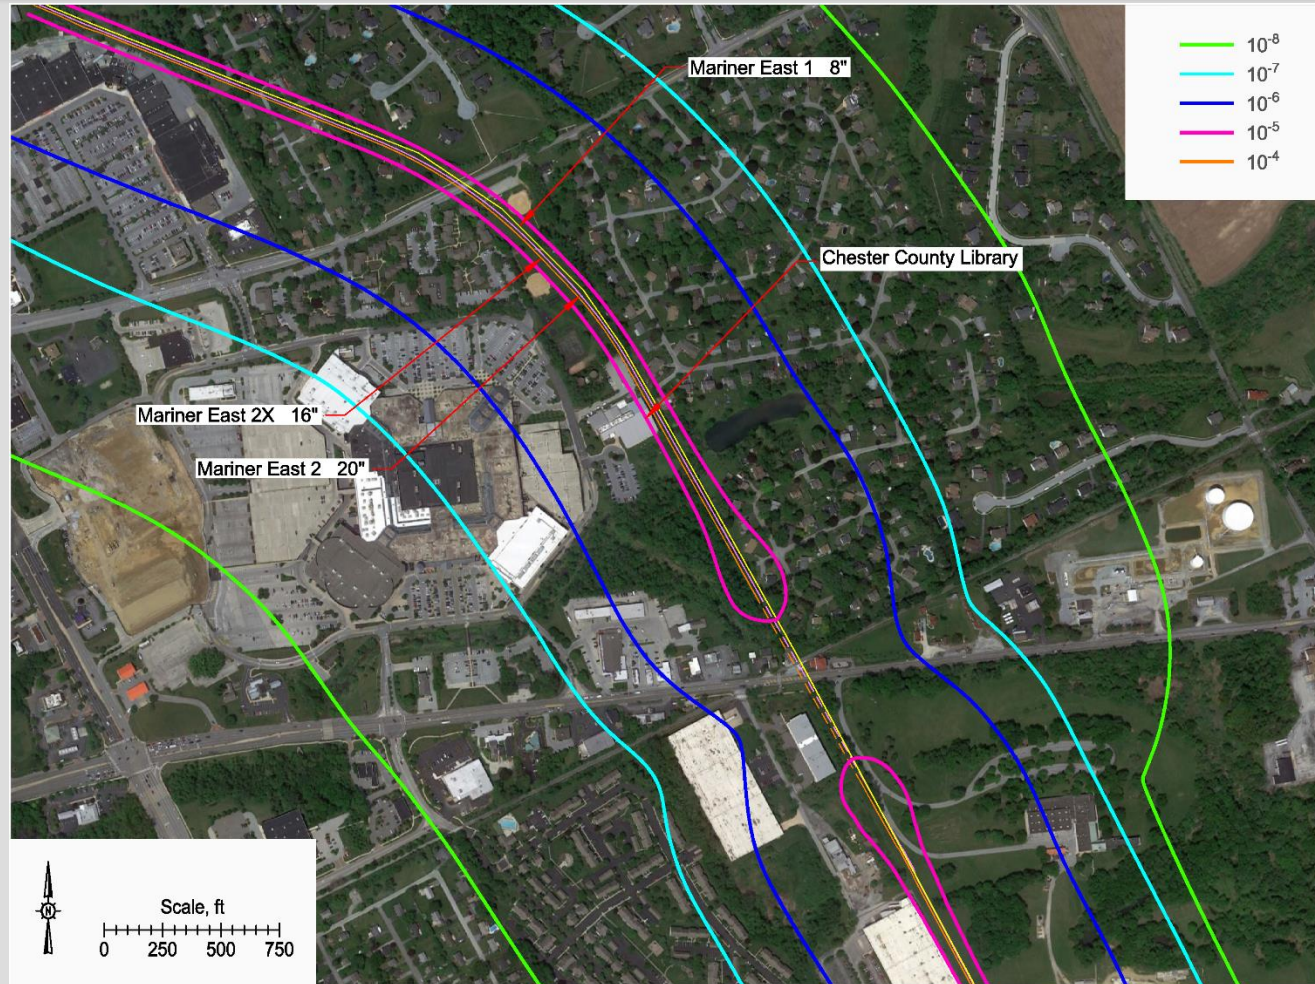 Mariner East 1 8"
10⁻⁸
10⁻⁷
10⁻⁶
10⁻⁵
10⁻⁴
Chester County Library
Mariner East 2X 16"
Mariner East 2 20"
N
Scale, ft
0 250 500 750